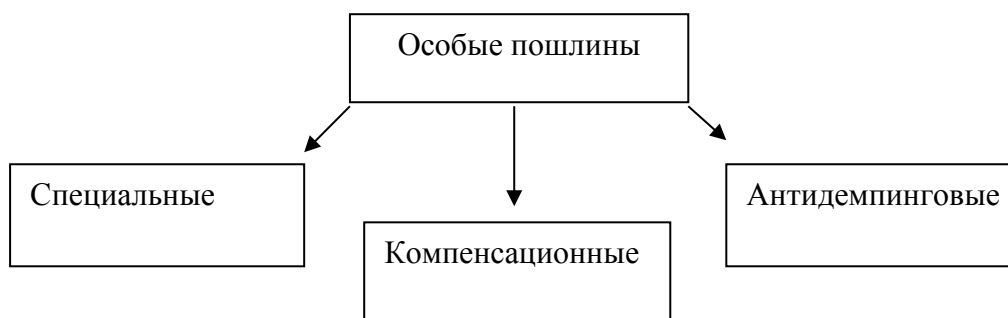 Особые пошлины
Специальные
Антидемпинговые
Компенсационные